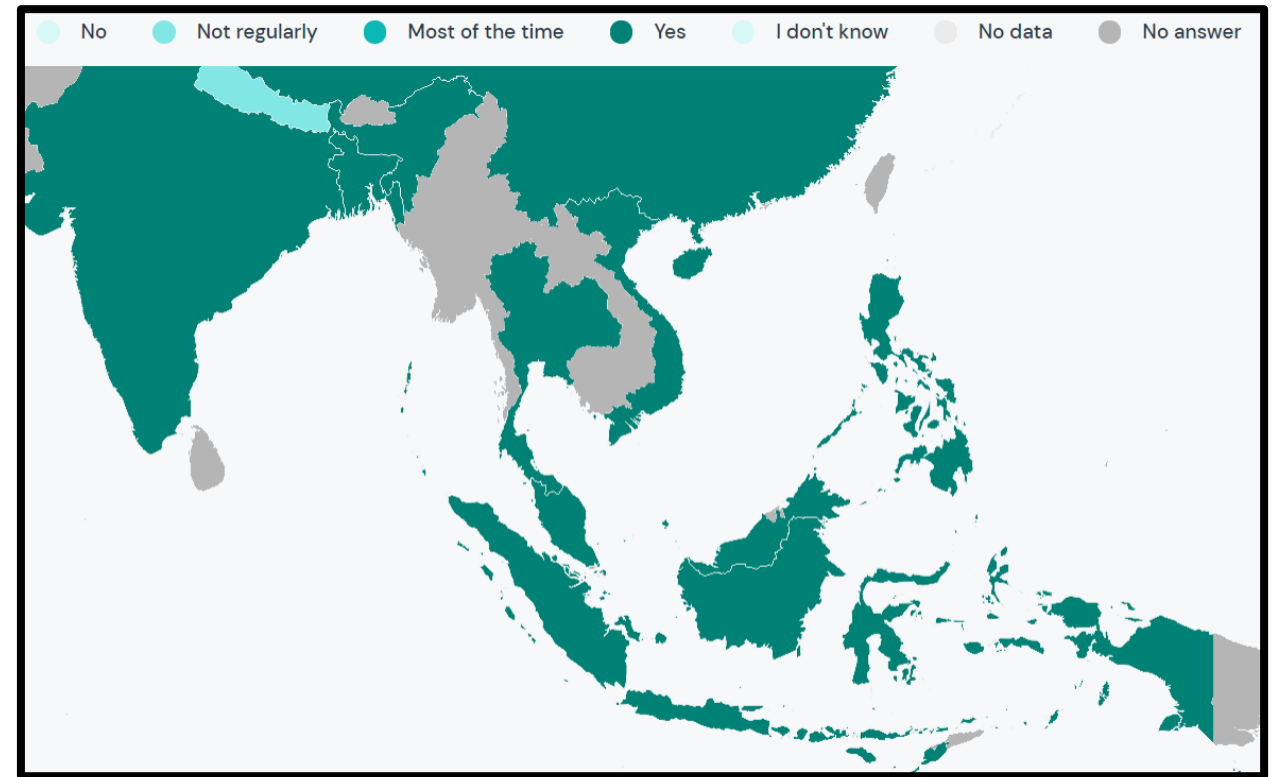 No Not regularly Most of the time Yes I don't know No data No answer